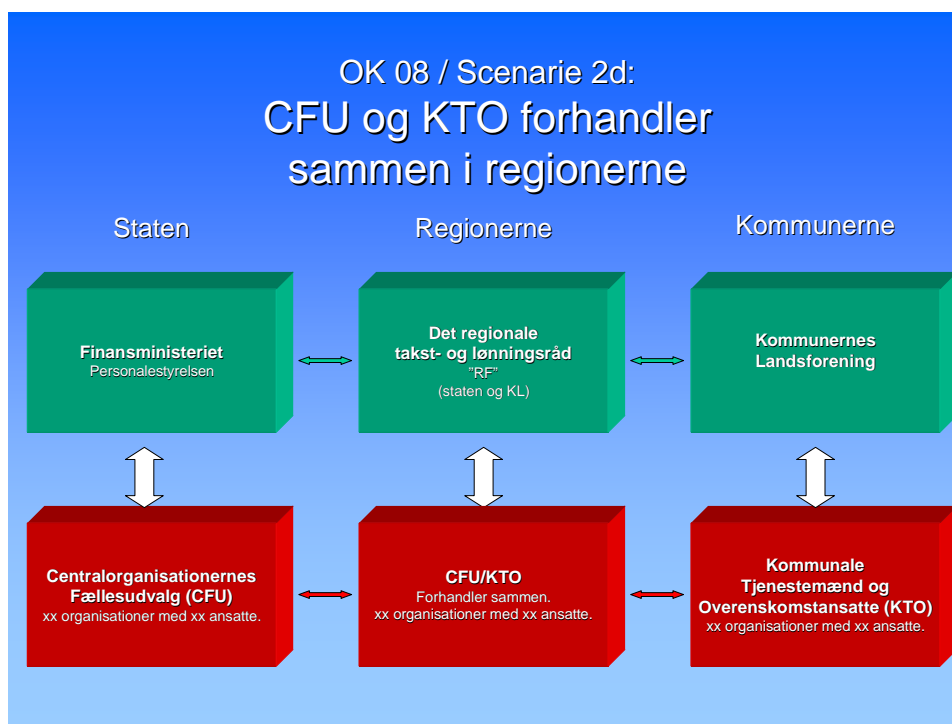 OK 08 / Scenarie 2d:
CFU og KTO forhandler
sammen i regionerne
Staten
Regionerne
Kommunerne
Finansministeriet
Personalestyrelsen
Det regionale
takst- og lønningsråd
”RF”
(staten og KL)
Kommunernes
Landsforening
Centralorganisationernes
Fællesudvalg (CFU)
xx organisationer med xx ansatte.
CFU/KTO
Forhandler sammen.
xx organisationer med xx ansatte.
Kommunale
Tjenestemænd og
Overenskomstansatte (KTO)
xx organisationer med xx ansatte.